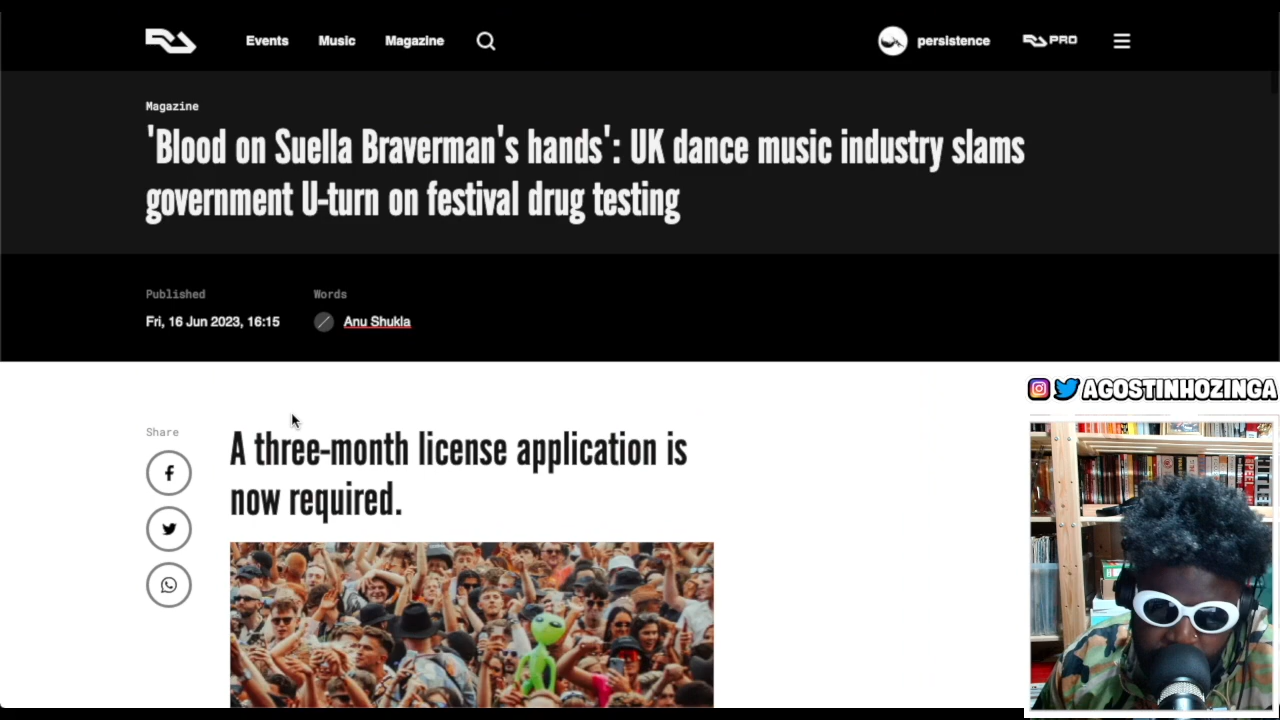 Events Music Magazine
persistence
PRO
Magazine
'Blood on Suella Braverman's hands': UK dance music industry slams
government U-turn on festival drug testing
Published Words
Fri, 16 Jun 2023, 16:15 Anu Shukla
AGOSTINHOZINGA
Share
A three-month license application is
now required.